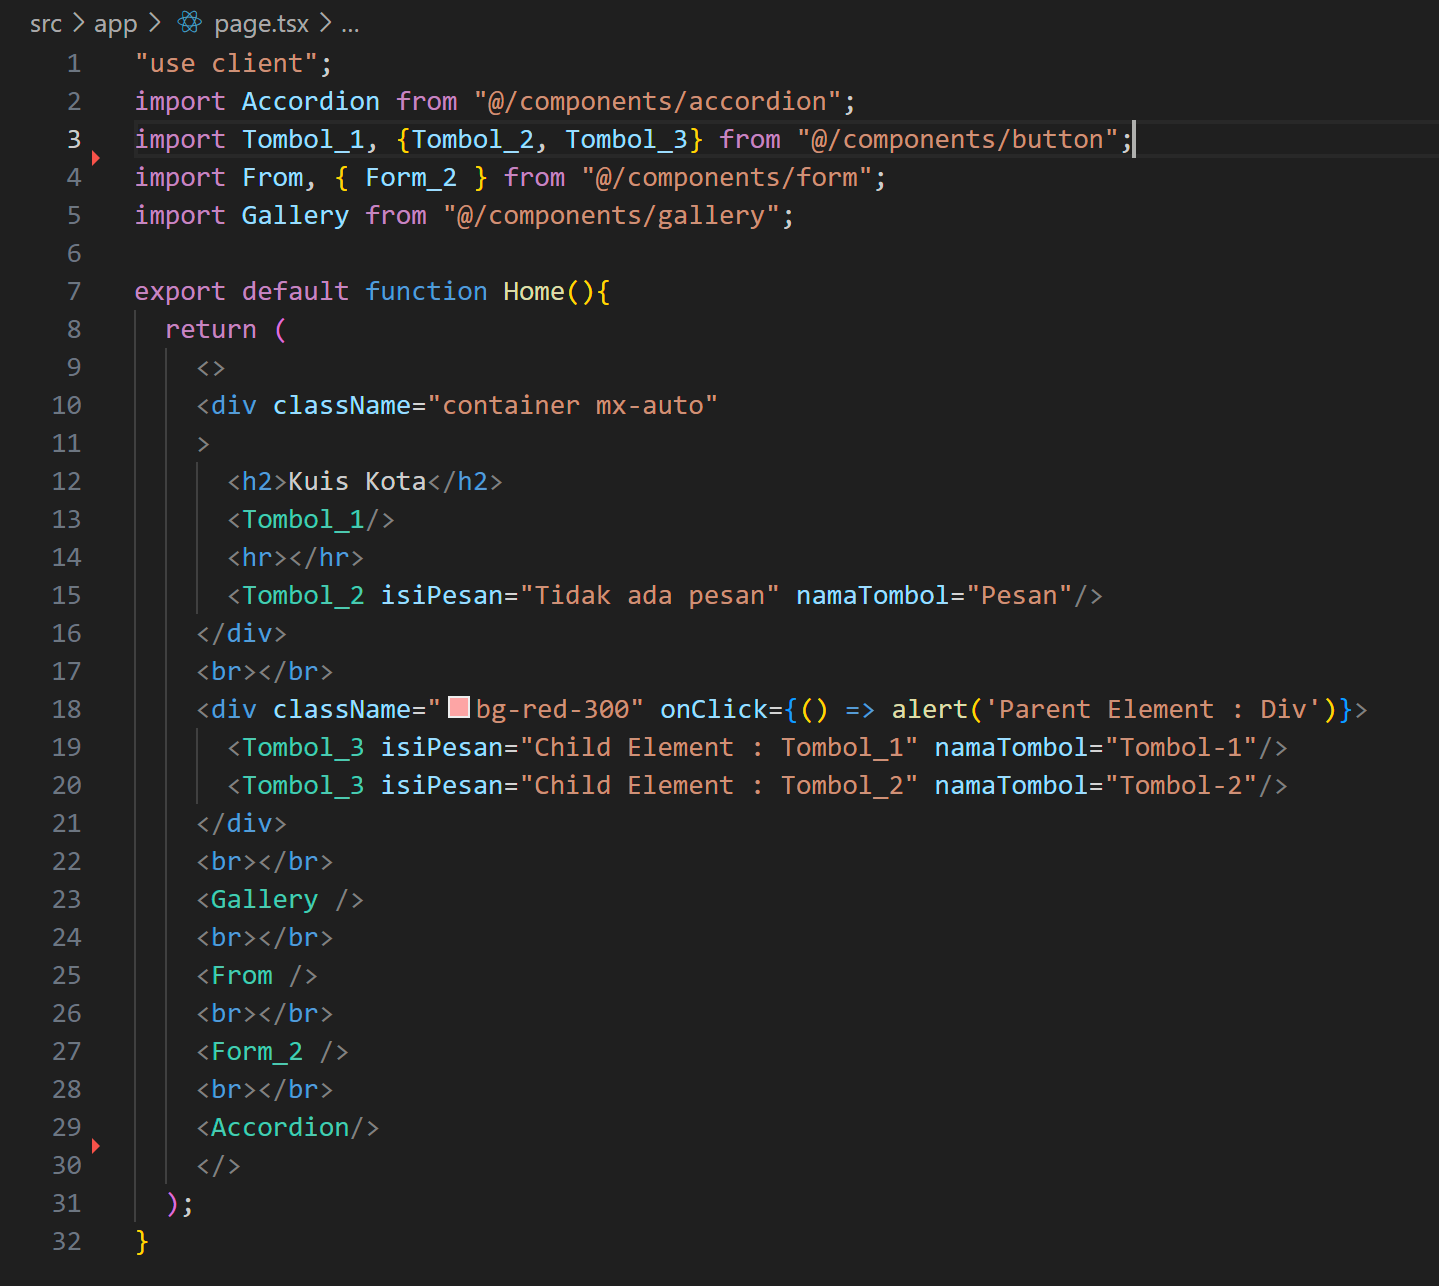 src > app > page.tsx > ...
1 "use client";
2 import Accordion from "@/components/accordion";
3 import Tombol_1, {Tombol_2, Tombol_3} from "@/components/button";
4 import From, { Form_2 } from "@/components/form";
5 import Gallery from "@/components/gallery";
6
7 export default function Home(){
8   return (
9     <>
10     <div className="container mx-auto"
11     >
12       <h2>Kuis Kota</h2>
13       <Tombol_1/>
14       <hr></hr>
15       <Tombol_2 isiPesan="Tidak ada pesan" namaTombol="Pesan"/>
16     </div>
17     <br></br>
18     <div className="bg-red-300" onClick={() => alert('Parent Element : Div')}>
19       <Tombol_3 isiPesan="Child Element : Tombol_1" namaTombol="Tombol-1"/>
20       <Tombol_3 isiPesan="Child Element : Tombol_2" namaTombol="Tombol-2"/>
21     </div>
22     <br></br>
23     <Gallery />
24     <br></br>
25     <From />
26     <br></br>
27     <Form_2 />
28     <br></br>
29     <Accordion/>
30     </>
31   );
32 }